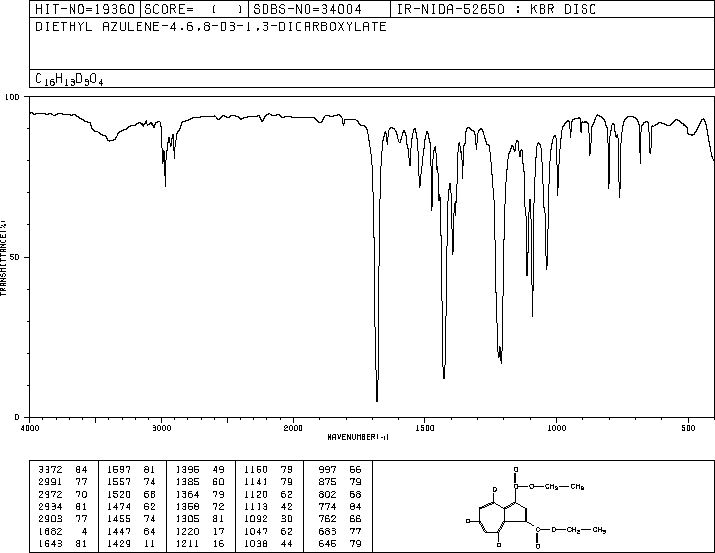 HIT-NO=19360 SCORE= ( ) SDBS-NO=34004 IR-NIDA-52650 : KBR DISC
DIETHYL AZULENE-4,6,8-D3-1,3-DICARBOXYLATE
C16H13D3O4
100
50
0
TRANSMITTANCE(%)
4000 3000 2000 1500 1000 500
WAVENUMBER(-1)
3372 84 1597 81 1396 49 1160 79 997 66
2991 77 1557 74 1385 60 1141 79 875 79
2972 70 1520 68 1364 79 1120 62 802 68
2934 81 1474 62 1358 72 1113 42 774 84
2903 77 1455 74 1305 81 1092 30 762 66
1682 4 1447 64 1220 17 1047 62 683 77
1643 81 1429 11 1211 16 1038 44 645 79
O
C—O—CH2—CH3
D
D
D
C—O—CH2—CH3
O